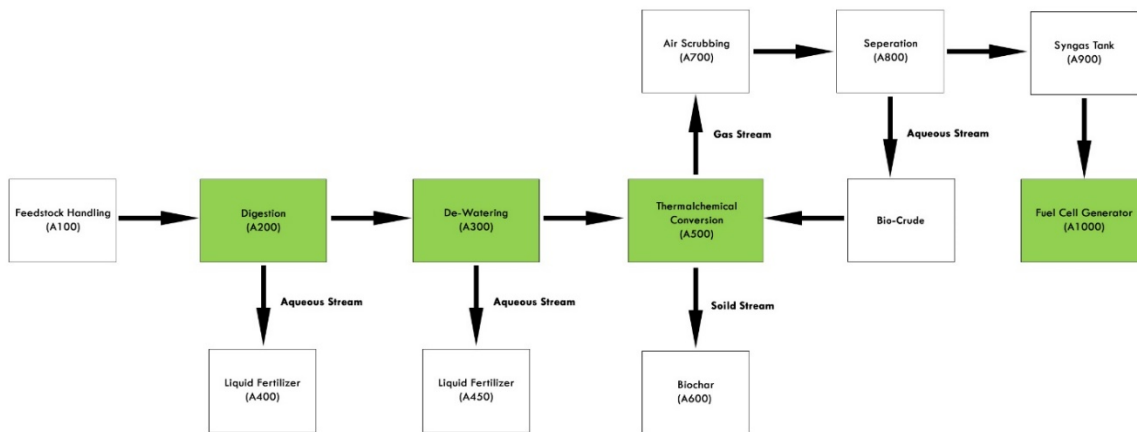 Air Scrubbing
(A700)
Seperation
(A800)
Syngas Tank
(A900)
Gas Stream
Aqueous Stream
Feedstock Handling
(A100)
Digestion
(A200)
De-Watering
(A300)
Thermalchemical
Conversion
(A500)
Bio-Crude
Fuel Cell Generator
(A1000)
Aqueous Stream
Aqueous Stream
Soild Stream
Liquid Fertilizer
(A400)
Liquid Fertilizer
(A450)
Biochar
(A600)